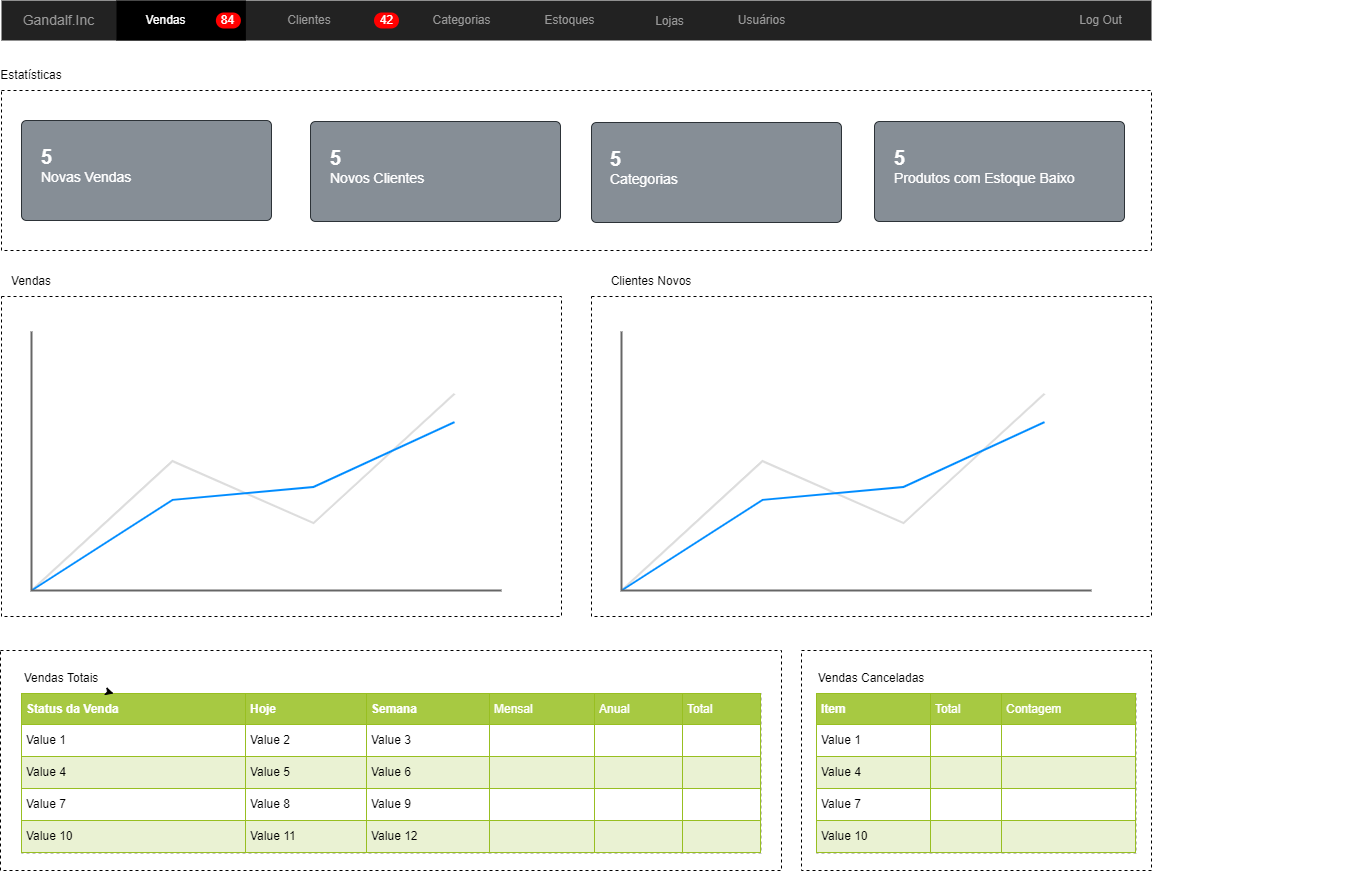 Gandalf.Inc Vendas 84 Clientes 42 Categorias Estoques Lojas Usuários Log Out
Estatísticas
5
Novas Vendas
5
Novos Clientes
5
Categorias
5
Produtos com Estoque Baixo
Vendas
Clientes Novos
Vendas Totais
Status da Venda Hoje Semana Mensal Anual Total
Value 1 Value 2 Value 3
Value 4 Value 5 Value 6
Value 7 Value 8 Value 9
Value 10 Value 11 Value 12
Vendas Canceladas
Item Total Contagem
Value 1
Value 4
Value 7
Value 10